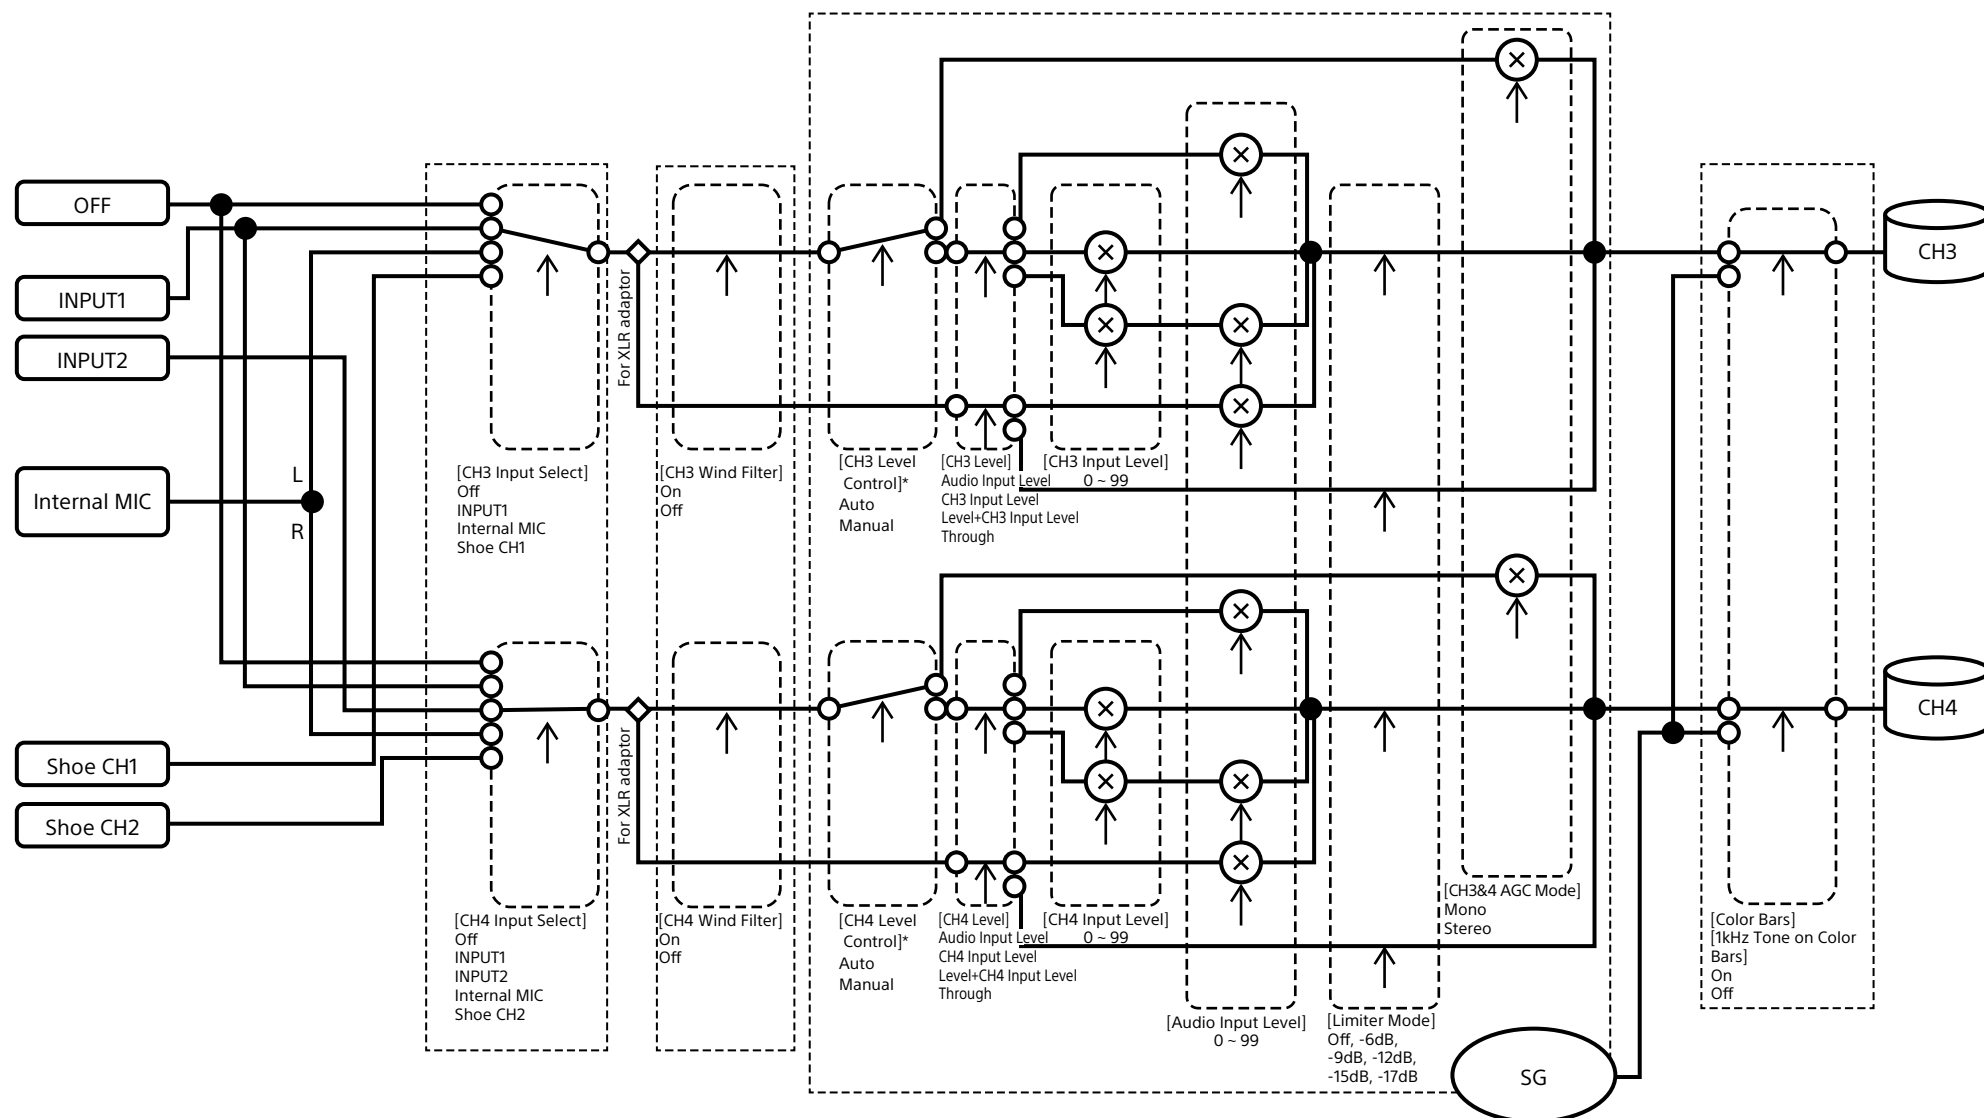 OFF
INPUT1
INPUT2
Internal MIC
L
R
Shoe CH1
Shoe CH2
[CH3 Input Select]
Off
INPUT1
Internal MIC
Shoe CH1
For XLR adaptor
[CH3 Wind Filter]
On
Off
[CH3 Level
Control]*
Auto
Manual
[CH3 Level]
Audio Input Level
CH3 Input Level
Level+CH3 Input Level
Through
[CH3 Input Level]
0 ~ 99
[CH4 Input Select]
Off
INPUT1
INPUT2
Internal MIC
Shoe CH2
For XLR adaptor
[CH4 Wind Filter]
On
Off
[CH4 Level
Control]*
Auto
Manual
[CH4 Level]
Audio Input Level
CH4 Input Level
Level+CH4 Input Level
Through
[CH4 Input Level]
0 ~ 99
[Audio Input Level]
0 ~ 99
[Limiter Mode]
Off, -6dB,
-9dB, -12dB,
-15dB, -17dB
[CH3&4 AGC Mode]
Mono
Stereo
SG
[Color Bars]
[1kHz Tone on Color
Bars]
On
Off
CH3
CH4